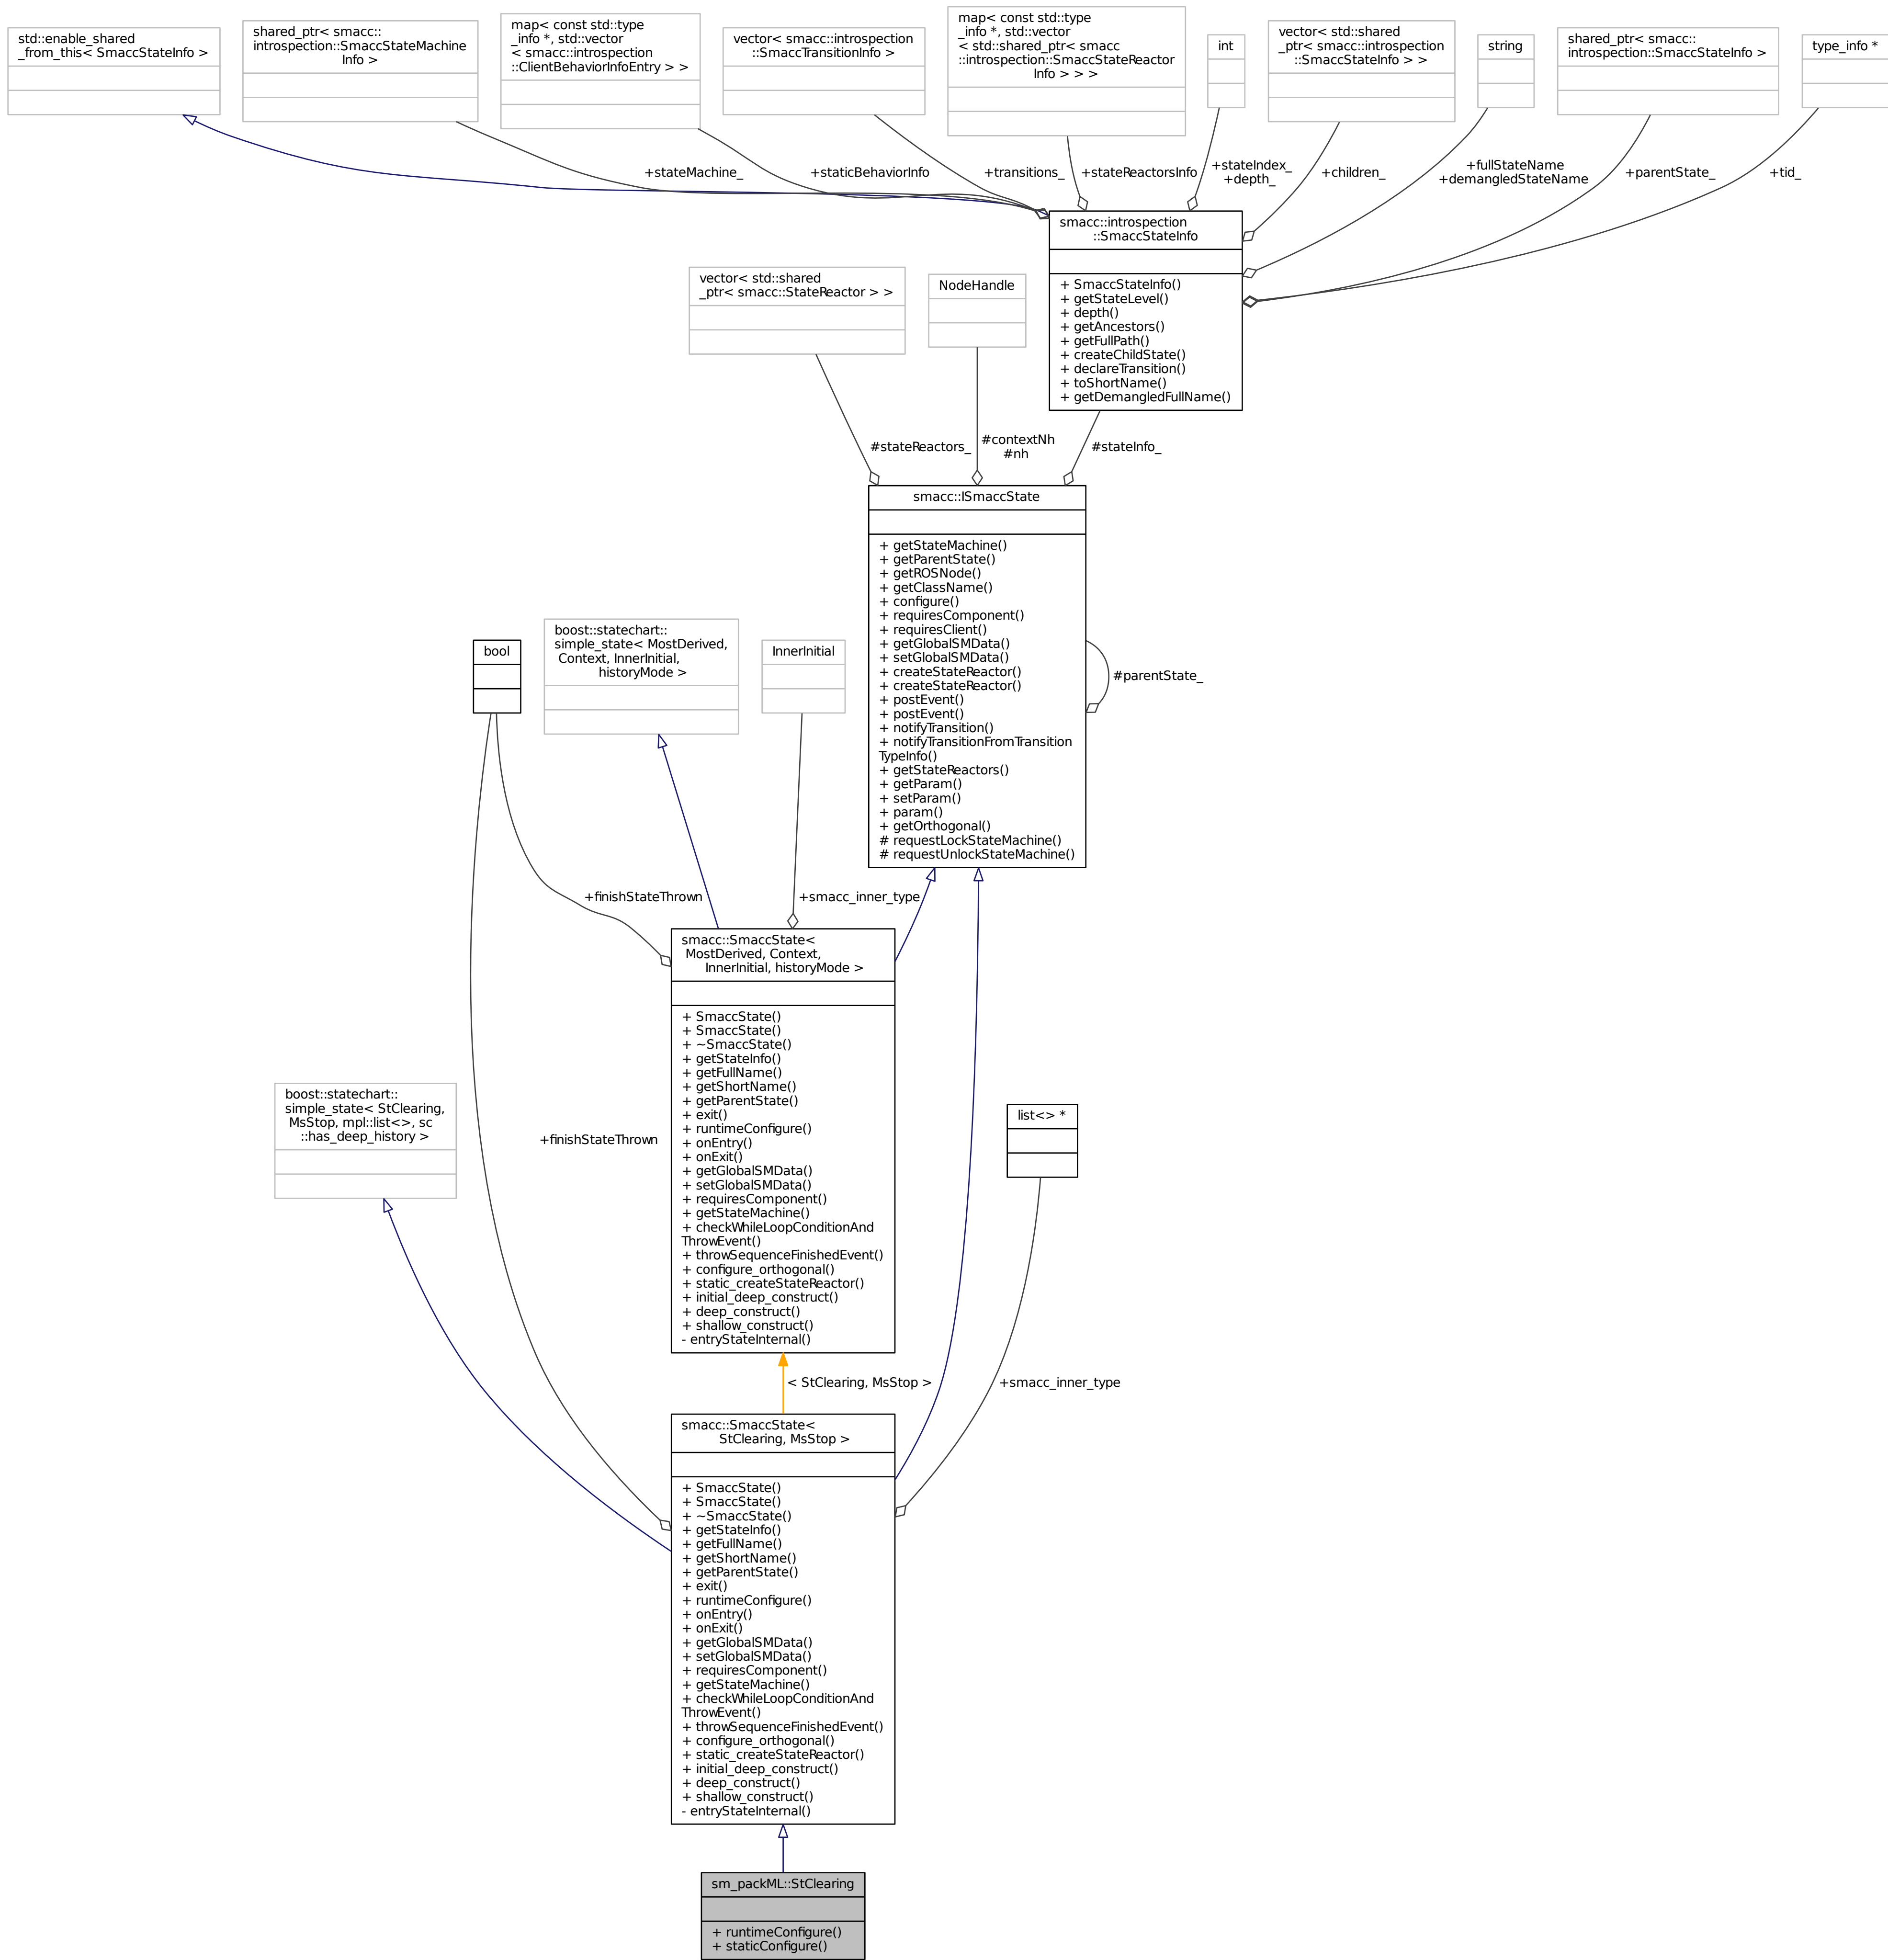 std::enable_shared
_from_this< SmaccStateInfo >
shared_ptr< smacc::
introspection::SmaccStateMachine
Info >
map< const std::type
_info *, std::vector
< smacc::introspection
::ClientBehaviorInfoEntry > >
vector< smacc::introspection
::SmaccTransitionInfo >
map< const std::type
_info *, std::vector
< std::shared_ptr< smacc
::introspection::SmaccStateReactor
Info > > >
int
vector< std::shared
_ptr< smacc::introspection
::SmaccStateInfo > >
string
shared_ptr< smacc::
introspection::SmaccStateInfo >
type_info *
+stateMachine_
+staticBehaviorInfo
+transitions_
+stateReactorsInfo
+stateIndex_
+depth_
+children_
+fullStateName
+demangledStateName
+parentState_
+tid_
smacc::introspection
::SmaccStateInfo
+ SmaccStateInfo()
+ getStateLevel()
+ depth()
+ getAncestors()
+ getFullPath()
+ createChildState()
+ declareTransition()
+ toShortName()
+ getDemangledFullName()
vector< std::shared
_ptr< smacc::StateReactor > >
NodeHandle
#stateReactors_
#contextNh
#nh
#stateInfo_
smacc::ISmaccState
+ getStateMachine()
+ getParentState()
+ getROSNode()
+ getClassName()
+ configure()
+ requiresComponent()
+ requiresClient()
+ getGlobalSMData()
+ setGlobalSMData()
+ createStateReactor()
+ createStateReactor()
+ postEvent()
+ postEvent()
+ notifyTransition()
+ notifyTransitionFromTransition
TypeInfo()
+ getStateReactors()
+ getParam()
+ setParam()
+ param()
+ getOrthogonal()
# requestLockStateMachine()
# requestUnlockStateMachine()
#parentState_
bool
boost::statechart::
simple_state< MostDerived,
Context, InnerInitial,
historyMode >
InnerInitial
+finishStateThrown
+smacc_inner_type
smacc::SmaccState<
MostDerived, Context,
InnerInitial, historyMode >
+ SmaccState()
+ SmaccState()
+ ~SmaccState()
+ getStateInfo()
+ getFullName()
+ getShortName()
+ getParentState()
+ exit()
+ runtimeConfigure()
+ onEntry()
+ onExit()
+ getGlobalSMData()
+ setGlobalSMData()
+ requiresComponent()
+ getStateMachine()
+ checkWhileLoopConditionAnd
ThrowEvent()
+ throwSequenceFinishedEvent()
+ configure_orthogonal()
+ static_createStateReactor()
+ initial_deep_construct()
+ deep_construct()
+ shallow_construct()
- entryStateInternal()
boost::statechart::
simple_state< StClearing,
MsStop, mpl::list<>, sc
::has_deep_history >
+finishStateThrown
list<> *
< StClearing, MsStop >
+smacc_inner_type
smacc::SmaccState<
StClearing, MsStop >
+ SmaccState()
+ SmaccState()
+ ~SmaccState()
+ getStateInfo()
+ getFullName()
+ getShortName()
+ getParentState()
+ exit()
+ runtimeConfigure()
+ onEntry()
+ onExit()
+ getGlobalSMData()
+ setGlobalSMData()
+ requiresComponent()
+ getStateMachine()
+ checkWhileLoopConditionAnd
ThrowEvent()
+ throwSequenceFinishedEvent()
+ configure_orthogonal()
+ static_createStateReactor()
+ initial_deep_construct()
+ deep_construct()
+ shallow_construct()
- entryStateInternal()
sm_packML::StClearing
+ runtimeConfigure()
+ staticConfigure()